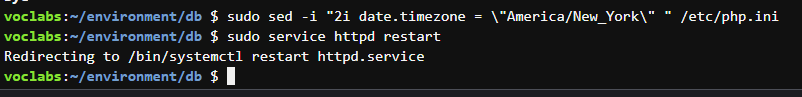 voclabs:~/environment/db $ sudo sed -i "2i date.timezone = \"America/New_York\" " /etc/php.ini
voclabs:~/environment/db $ sudo service httpd restart
Redirecting to /bin/systemctl restart httpd.service
voclabs:~/environment/db $